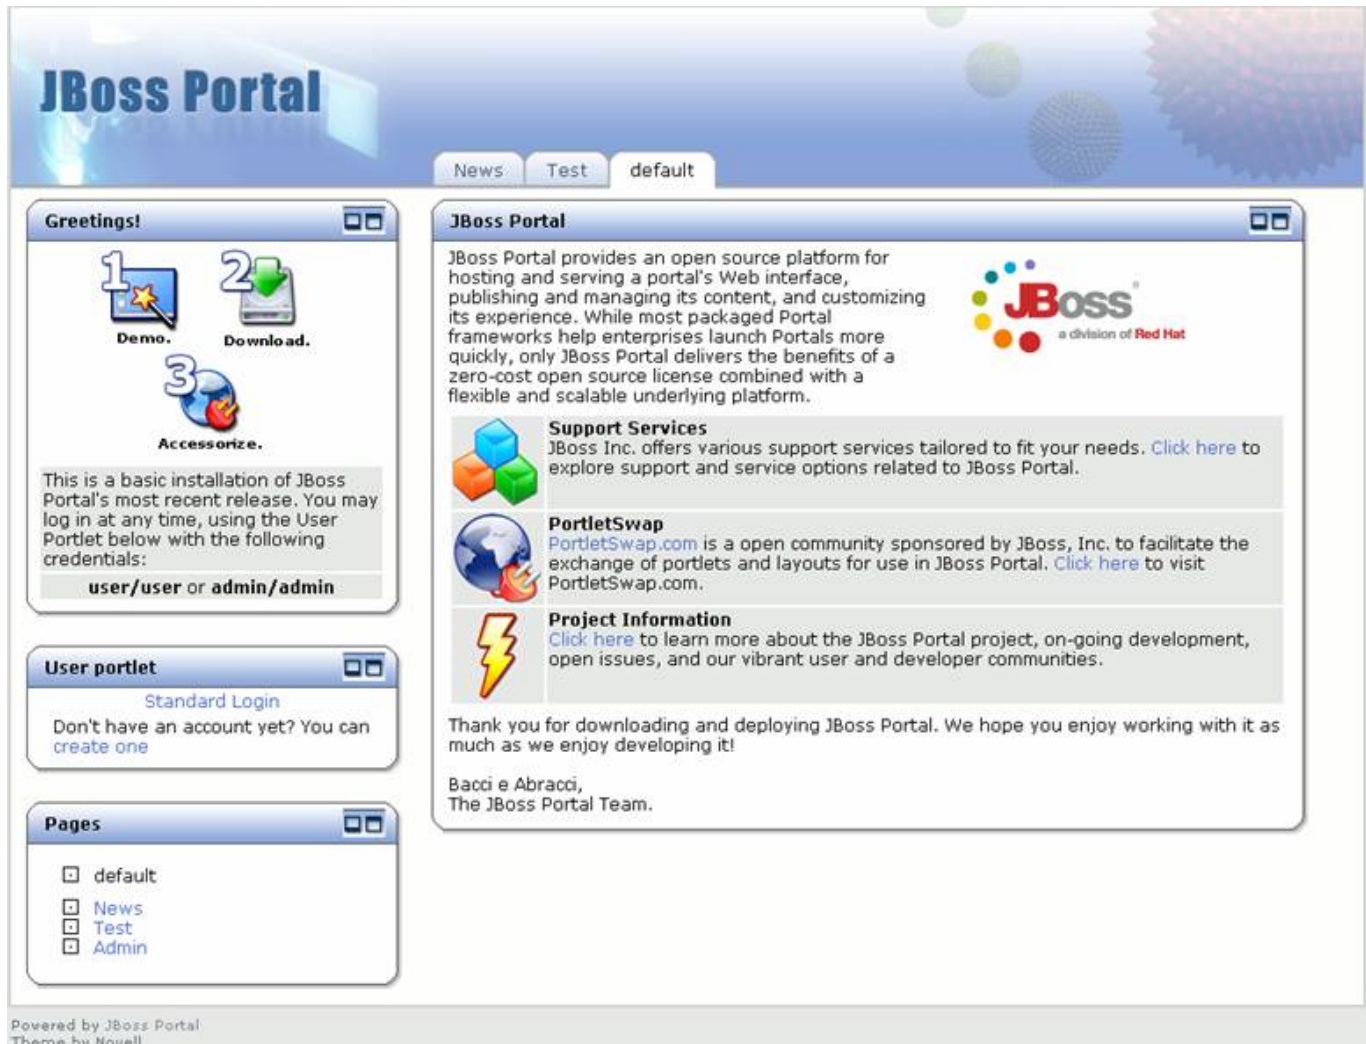 JBoss Portal
News Test default
Greetings!
1 2
Demo. Download.
3
Accessorize.
This is a basic installation of JBoss
Portal's most recent release. You may
log in at any time, using the User
Portlet below with the following
credentials:
user/user or admin/admin
User portlet
Standard Login
Don't have an account yet? You can
create one
Pages
default
News
Test
Admin
JBoss Portal
JBoss Portal provides an open source platform for
hosting and serving a portal's Web interface,
publishing and managing its content, and customizing
its experience. While most packaged Portal
frameworks help enterprises launch Portals more
quickly, only JBoss Portal delivers the benefits of a
zero-cost open source license combined with a
flexible and scalable underlying platform.
JBoss®
a division of Red Hat
Support Services
JBoss Inc. offers various support services tailored to fit your needs. Click here to
explore support and service options related to JBoss Portal.
PortletSwap
PortletSwap.com is a open community sponsored by JBoss, Inc. to facilitate the
exchange of portlets and layouts for use in JBoss Portal. Click here to visit
PortletSwap.com.
Project Information
Click here to learn more about the JBoss Portal project, on-going development,
open issues, and our vibrant user and developer communities.
Thank you for downloading and deploying JBoss Portal. We hope you enjoy working with it as
much as we enjoy developing it!
Bacci e Abracci,
The JBoss Portal Team.
Powered by JBoss Portal
Theme by Novell